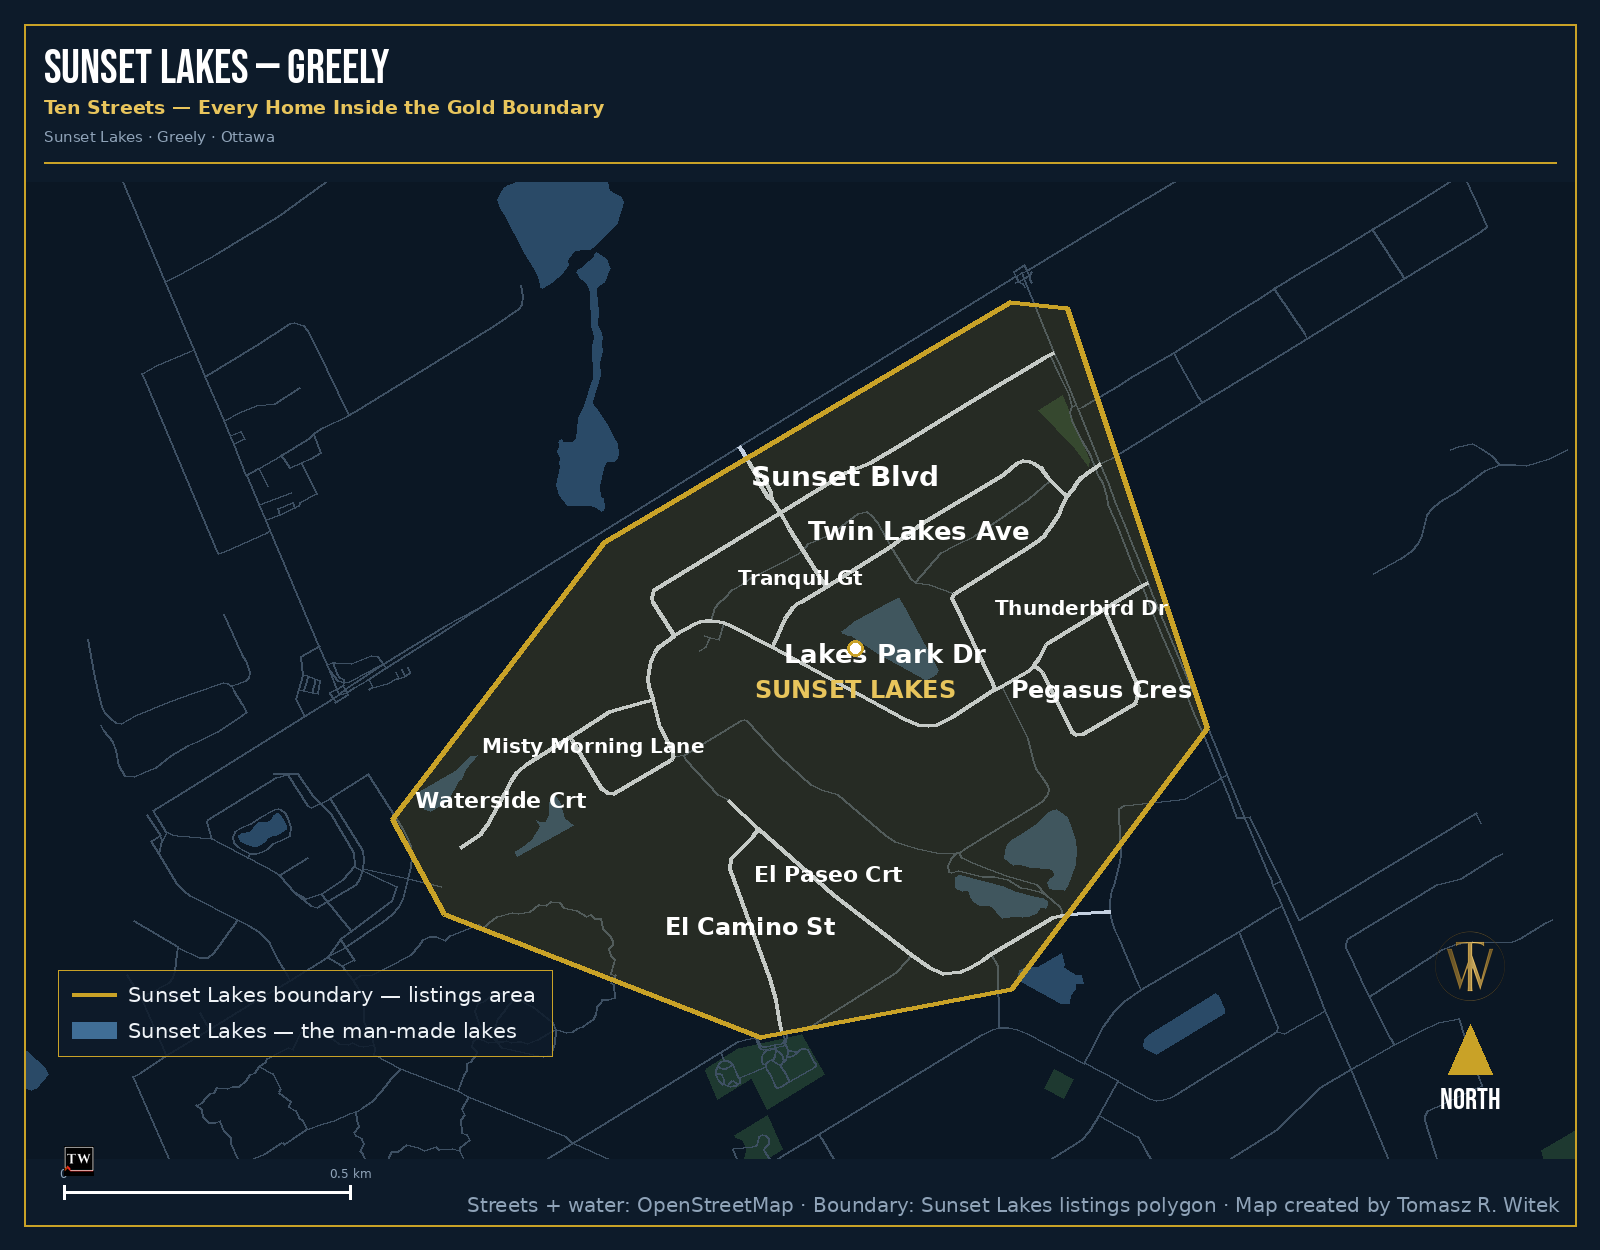 SUNSET LAKES — GREELY
Ten Streets — Every Home Inside the Gold Boundary
Sunset Lakes · Greely · Ottawa
Sunset Blvd
Twin Lakes Ave
Tranquil Gt
Thunderbird Dr
Lakes Park Dr
SUNSET LAKES
Pegasus Cres
Misty Morning Lane
Waterside Crt
El Paseo Crt
El Camino St
Sunset Lakes boundary — listings area
Sunset Lakes — the man-made lakes
TW
NORTH
TW
0
0.5 km
Streets + water: OpenStreetMap · Boundary: Sunset Lakes listings polygon · Map created by Tomasz R. Witek